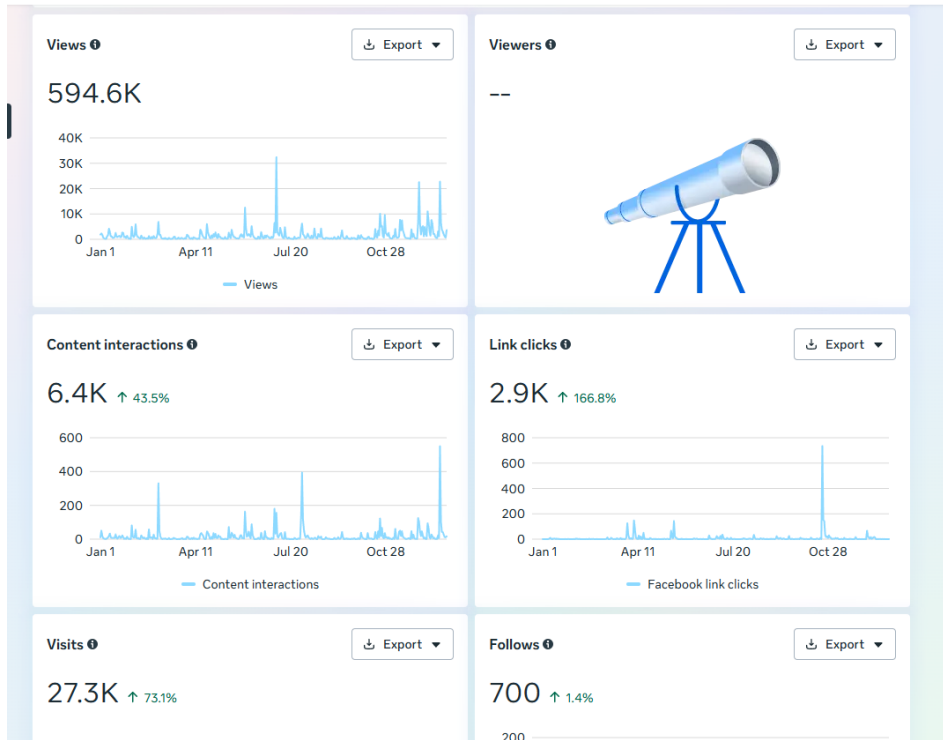 Views
Export
594.6K
40K
30K
20K
10K
0
Jan 1 Apr 11 Jul 20 Oct 28
Views
Viewers
Export
--
Content interactions
Export
6.4K ↑ 43.5%
600
400
200
0
Jan 1 Apr 11 Jul 20 Oct 28
Content interactions
Link clicks
Export
2.9K ↑ 166.8%
800
600
400
200
0
Jan 1 Apr 11 Jul 20 Oct 28
Facebook link clicks
Visits
Export
27.3K ↑ 73.1%
Follows
Export
700 ↑ 1.4%
200